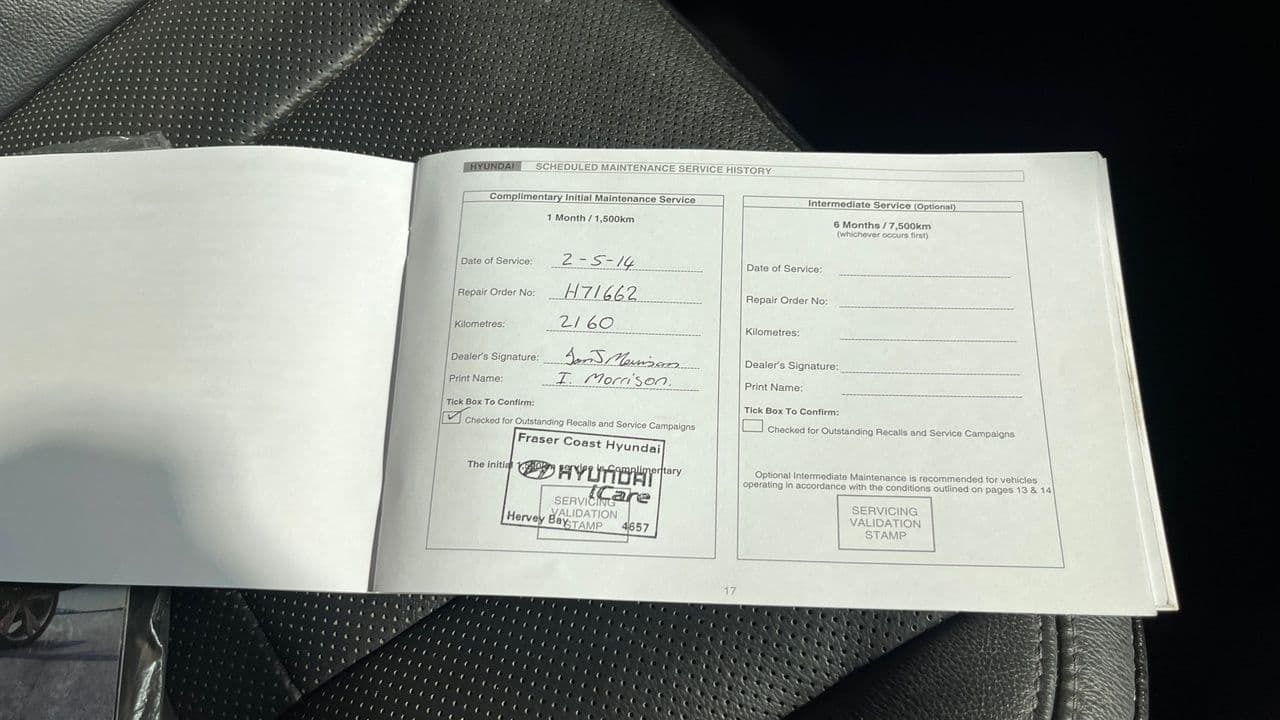 HYUNDAI SCHEDULED MAINTENANCE SERVICE HISTORY
Complimentary Initial Maintenance Service
1 Month / 1,500km
Date of Service: 2-5-14
Repair Order No: H71662
Kilometres: 2160
Dealer's Signature:
Print Name: I. Morrison.
Tick Box To Confirm:
Checked for Outstanding Recalls and Service Campaigns
The initial service is Complimentary
Fraser Coast Hyundai
HYUNDAI
iCare
Hervey Bay 4657
SERVICING
VALIDATION
STAMP
Intermediate Service (Optional)
6 Months / 7,500km
(whichever occurs first)
Date of Service:
Repair Order No:
Kilometres:
Dealer's Signature:
Print Name:
Tick Box To Confirm:
Checked for Outstanding Recalls and Service Campaigns
Optional Intermediate Maintenance is recommended for vehicles
operating in accordance with the conditions outlined on pages 13 & 14
SERVICING
VALIDATION
STAMP
17